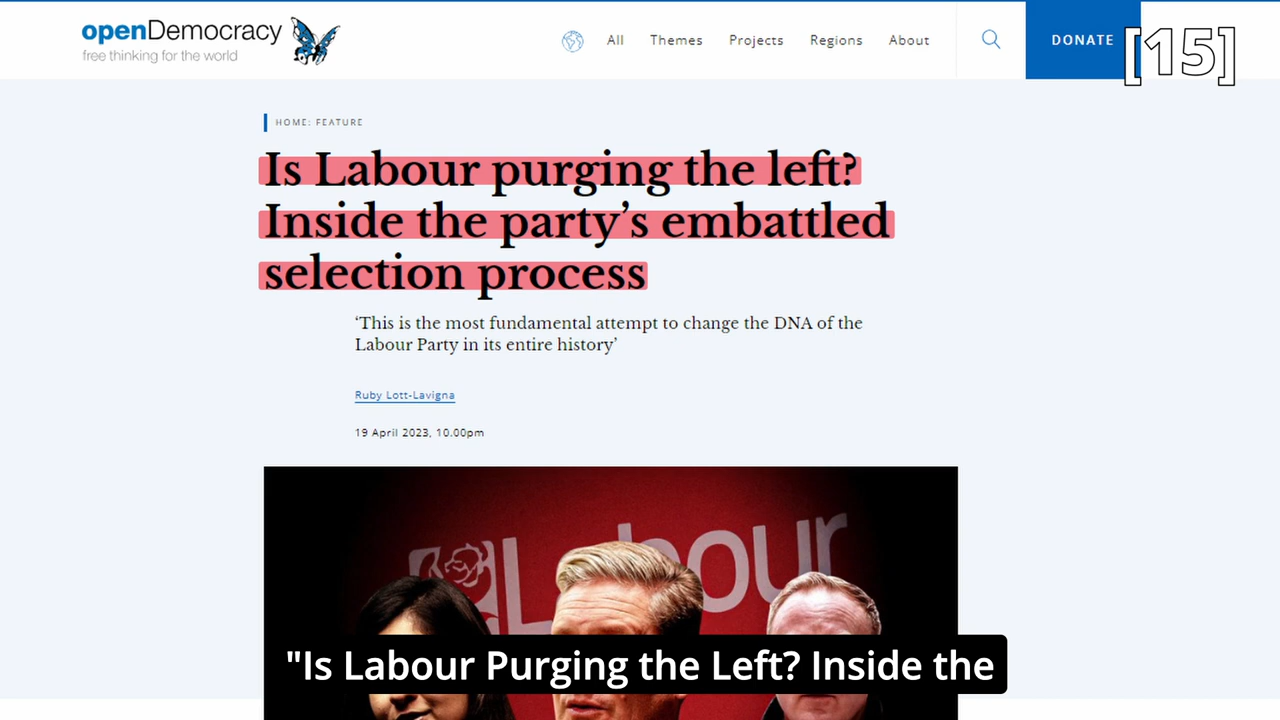 openDemocracy
free thinking for the world
All Themes Projects Regions About
DONATE
[15]
HOME: FEATURE
Is Labour purging the left?
Inside the party’s embattled
selection process
‘This is the most fundamental attempt to change the DNA of the
Labour Party in its entire history’
Ruby Lott-Lavigna
19 April 2023, 10.00pm
Labour
"Is Labour Purging the Left? Inside the